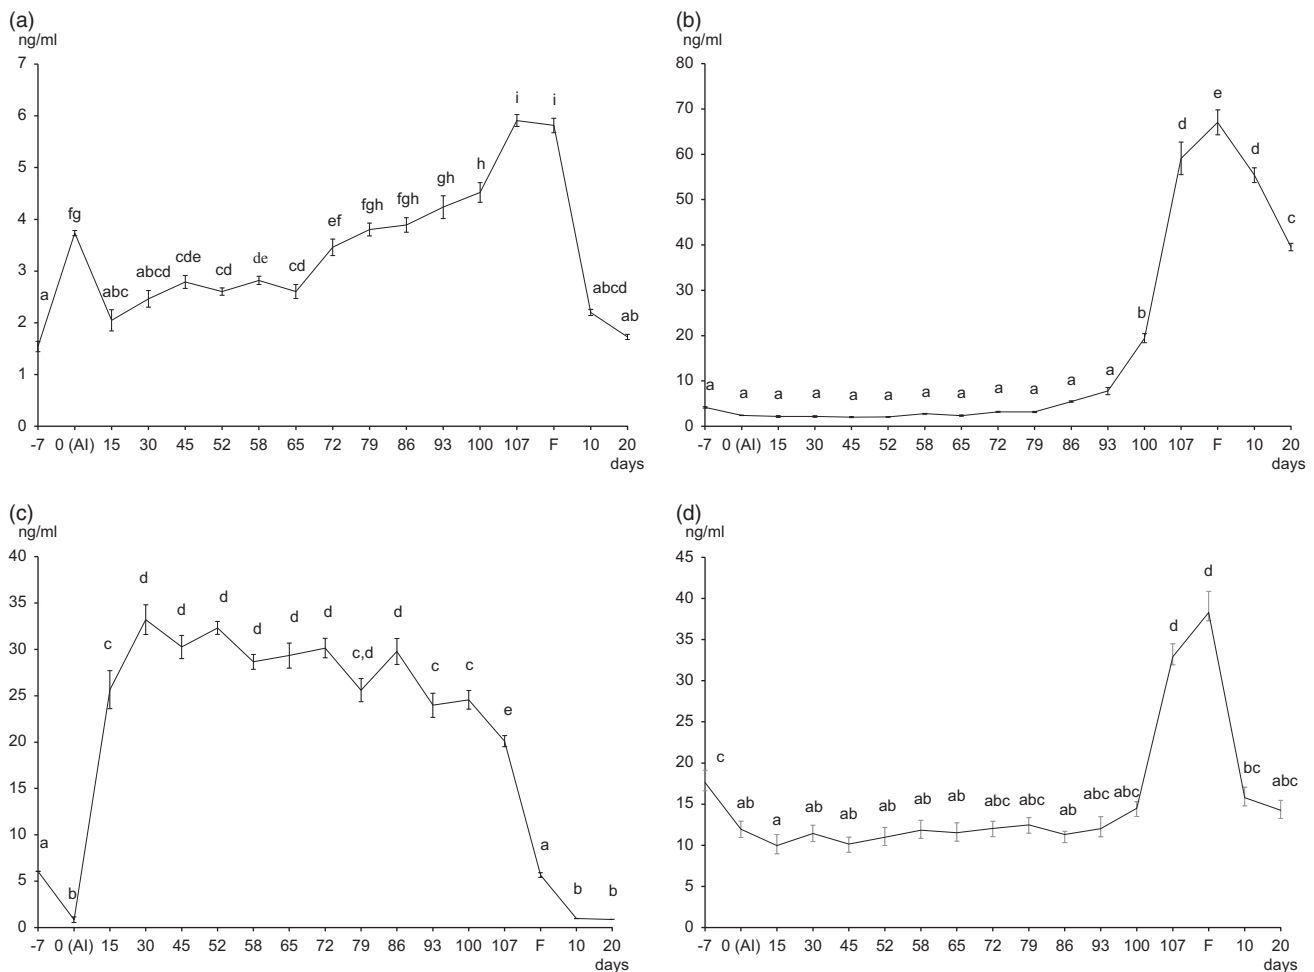 (a)
ng/ml
7
6
5
4
3
2
1
0
a
fg
abc
abcd
cde
cd
de
cd
ef
fgh
fgh
gh
h
i
i
abcd
ab
-7 0 (AI) 15 30 45 52 58 65 72 79 86 93 100 107 F 10 20
days
(b)
ng/ml
80
70
60
50
40
30
20
10
0
a a a a a a a a a a a a b d e d c
-7 0 (AI) 15 30 45 52 58 65 72 79 86 93 100 107 F 10 20
days
(c)
ng/ml
40
35
30
25
20
15
10
5
0
a b c d d d d d d c,d d c c e a b b
-7 0 (AI) 15 30 45 52 58 65 72 79 86 93 100 107 F 10 20
days
(d)
ng/ml
45
40
35
30
25
20
15
10
5
0
c ab a ab ab ab ab ab abc abc ab abc abc d d bc abc
-7 0 (AI) 15 30 45 52 58 65 72 79 86 93 100 107 F 10 20
days